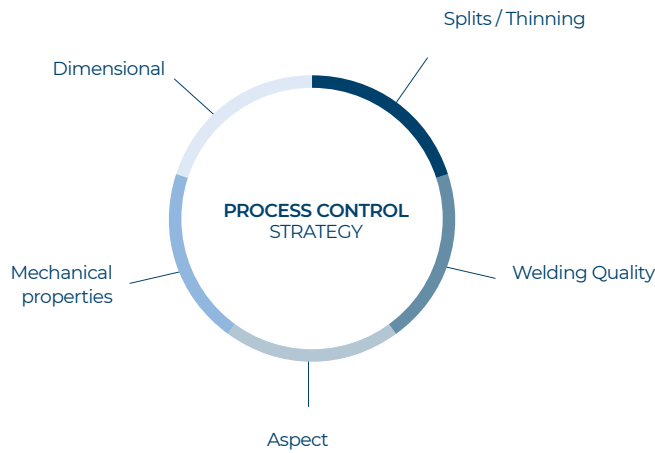 Splits / Thinning
Dimensional
PROCESS CONTROL
STRATEGY
Mechanical
properties
Welding Quality
Aspect